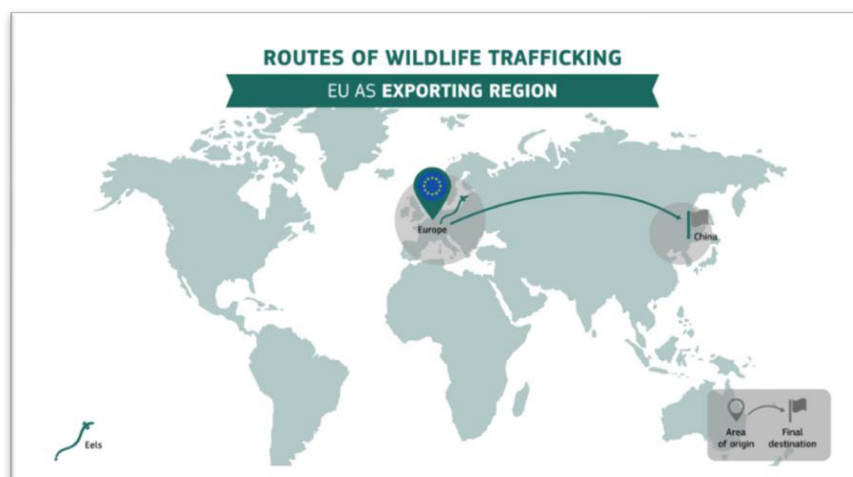 ROUTES OF WILDLIFE TRAFFICKING
EU AS EXPORTING REGION
Europe
China
Eels
Area
of origin
Final
destination